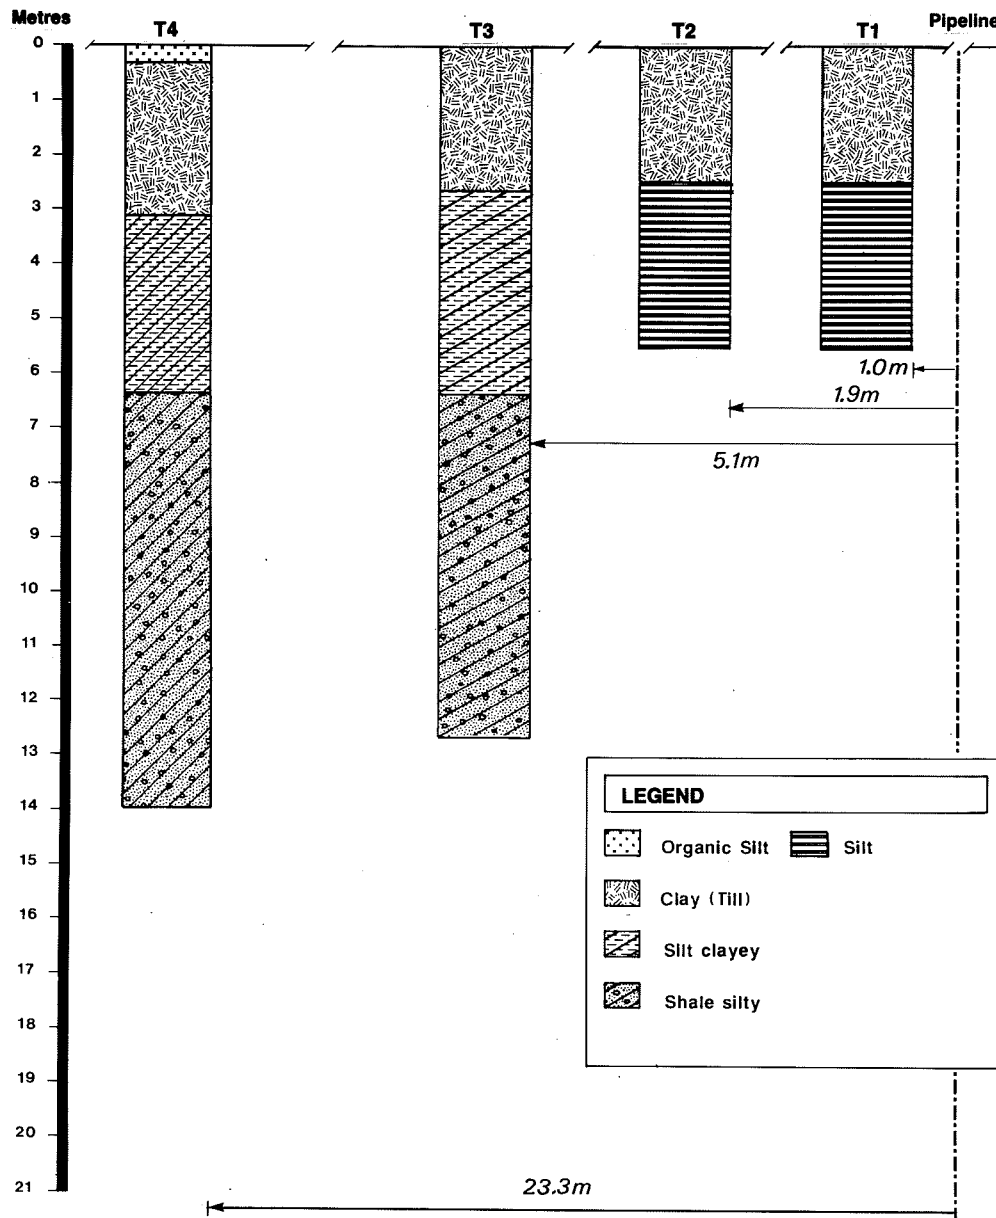 Metres T4 T3 T2 T1 Pipeline
0
1
2
3
4
5
6
7
8
9
10
11
12
13
14
15
16
17
18
19
20
21
1.0m
1.9m
5.1m
23.3m
LEGEND
Organic Silt Silt
Clay (Till)
Silt clayey
Shale silty